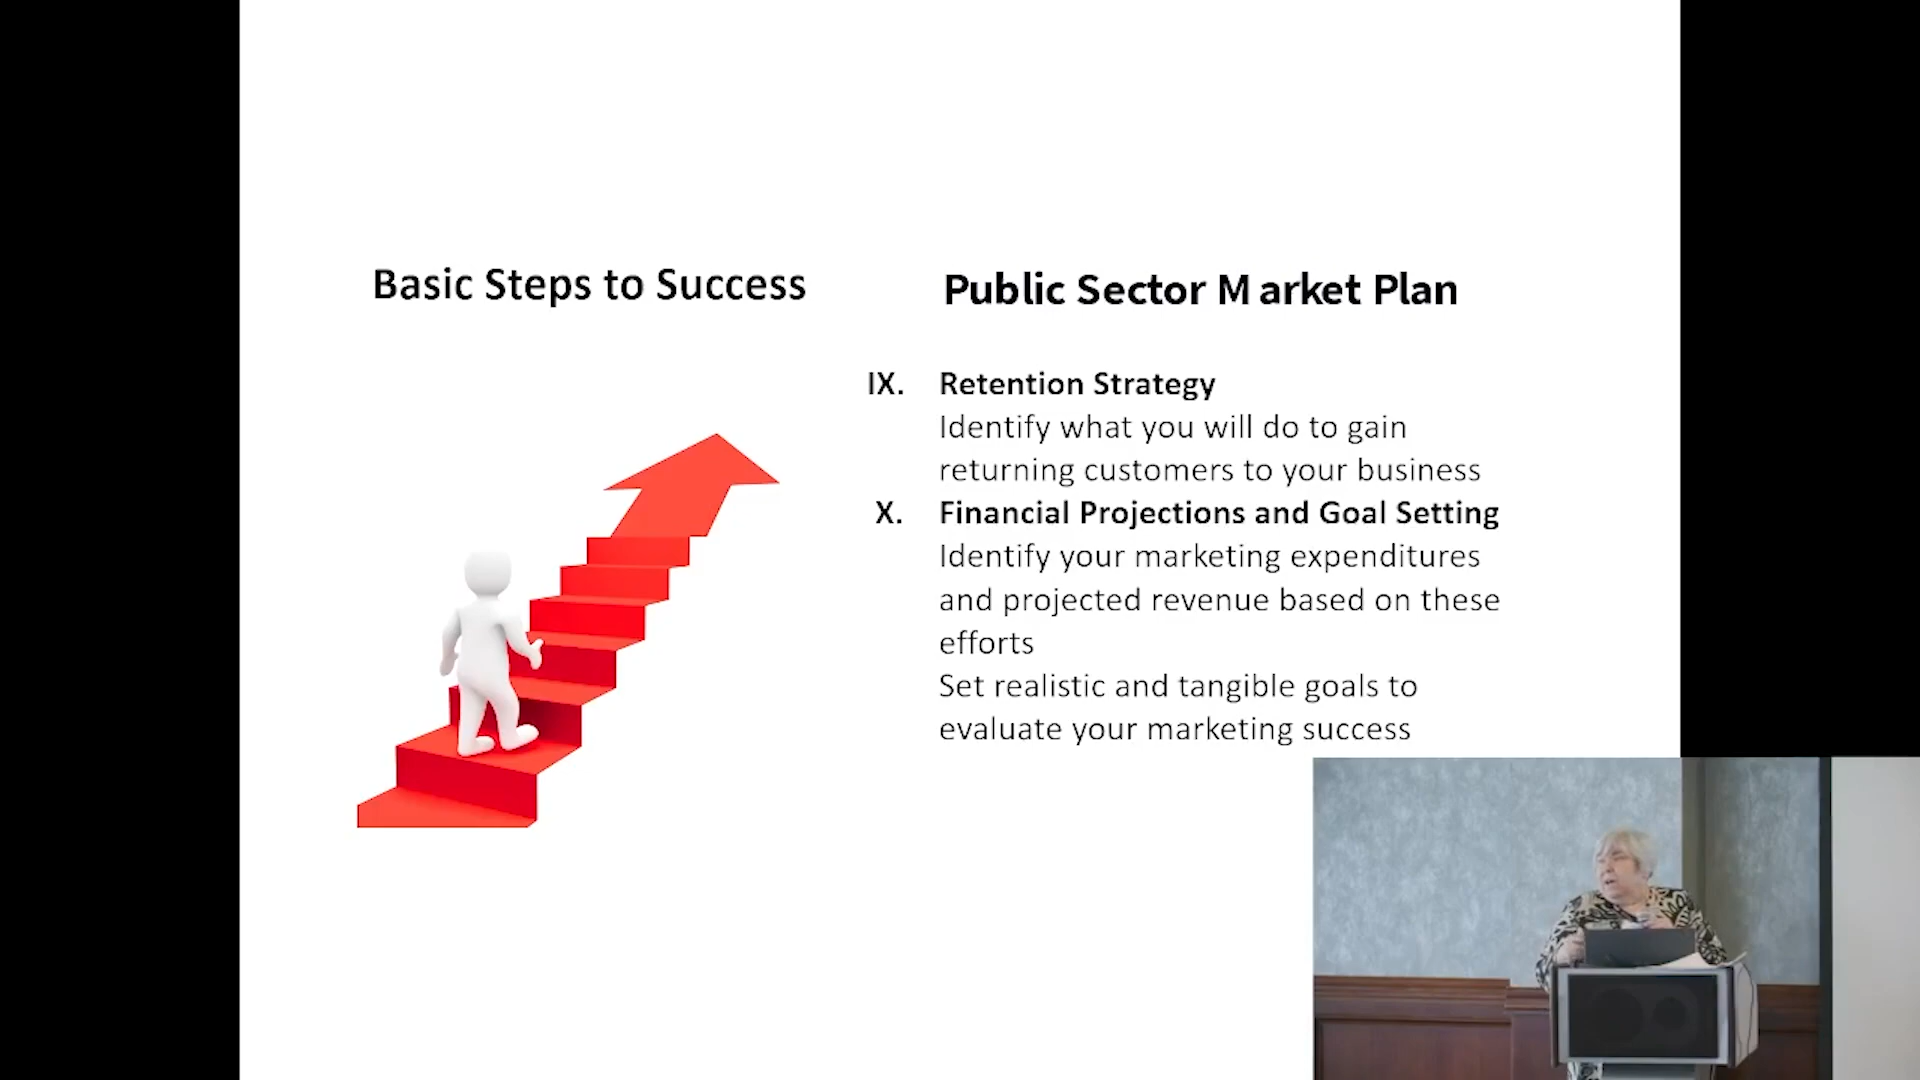 Basic Steps to Success
Public Sector Market Plan
IX. Retention Strategy
Identify what you will do to gain
returning customers to your business
X. Financial Projections and Goal Setting
Identify your marketing expenditures
and projected revenue based on these
efforts
Set realistic and tangible goals to
evaluate your marketing success